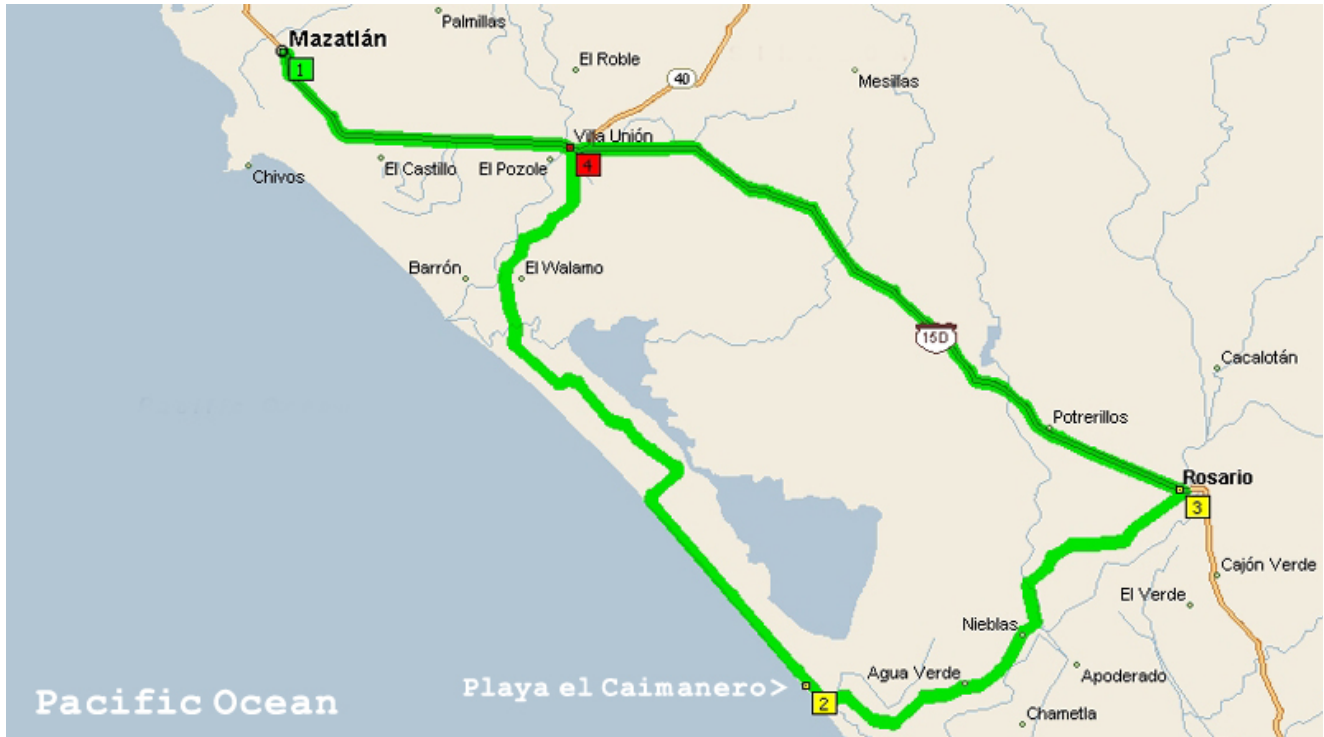 Palmillas
Mazatlán
1
El Roble
40
Mesillas
Villa Unión
Chivos
El Castillo
El Pozole
4
Barrón
El Walamo
15D
Cacalotán
Potrerillos
Rosario
3
Cajón Verde
El Verde
Nieblas
Agua Verde
Apoderado
Playa el Caimanero>
2
Pacific Ocean
Chametla